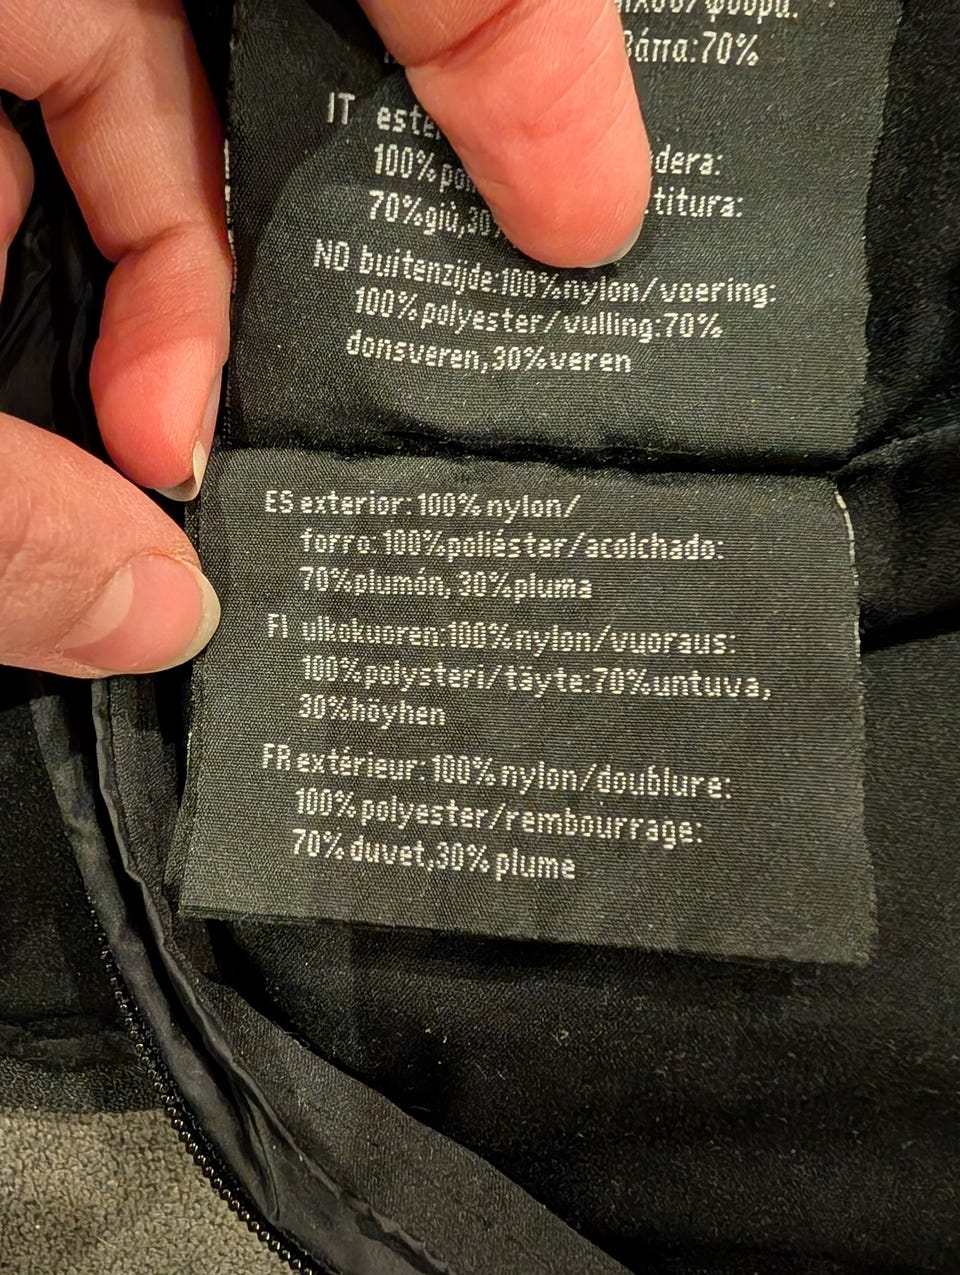 70%
IT
100%
dera:
70%giù,30
titura:
NO buitenzijde:100%nylon/voering:
100%polyester/vulling:70%
donsveren,30%veren
ES exterior:100%nylon/
forro:100%poliéster/acolchado:
70%plumón, 30%pluma
FI ulkokuoren:100%nylon/vuoraus:
100%polysteri/täyte:70%untuva,
30%höyhen
FR extérieur:100%nylon/doublure:
100%polyester/rembourrage:
70%duvet,30%plume